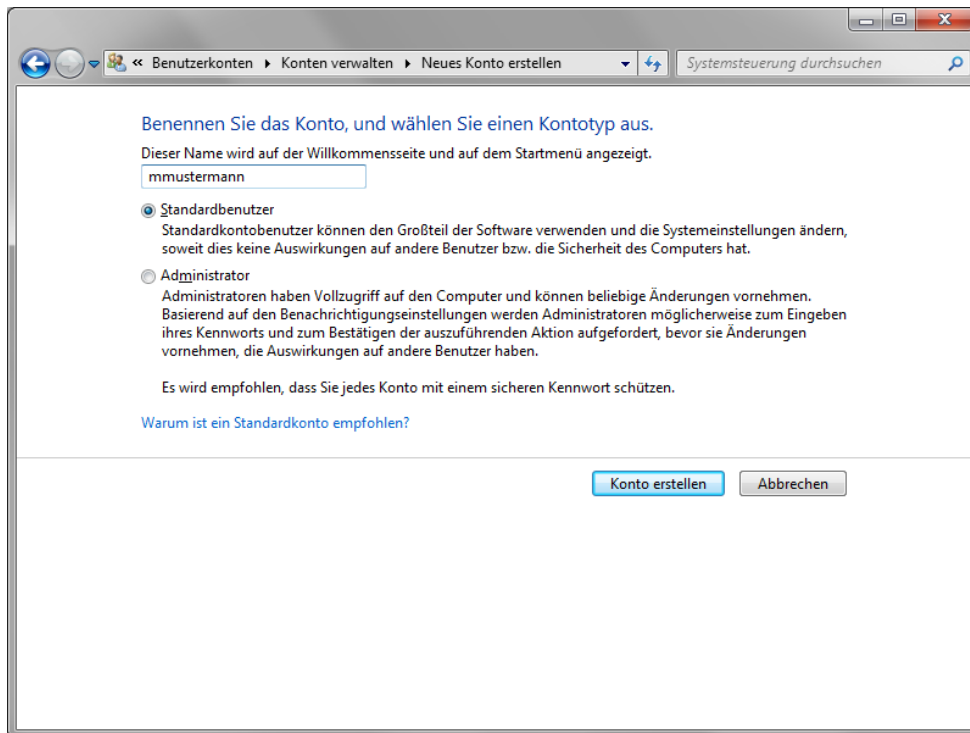 « Benutzerkonten ▸ Konten verwalten ▸ Neues Konto erstellen
Systemsteuerung durchsuchen
Benennen Sie das Konto, und wählen Sie einen Kontotyp aus.
Dieser Name wird auf der Willkommensseite und auf dem Startmenü angezeigt.
mmustermann
Standardbenutzer
Standardkontobenutzer können den Großteil der Software verwenden und die Systemeinstellungen ändern,
soweit dies keine Auswirkungen auf andere Benutzer bzw. die Sicherheit des Computers hat.
Administrator
Administratoren haben Vollzugriff auf den Computer und können beliebige Änderungen vornehmen.
Basierend auf den Benachrichtigungseinstellungen werden Administratoren möglicherweise zum Eingeben
ihres Kennworts und zum Bestätigen der auszuführenden Aktion aufgefordert, bevor sie Änderungen
vornehmen, die Auswirkungen auf andere Benutzer haben.
Es wird empfohlen, dass Sie jedes Konto mit einem sicheren Kennwort schützen.
Warum ist ein Standardkonto empfohlen?
Konto erstellen
Abbrechen